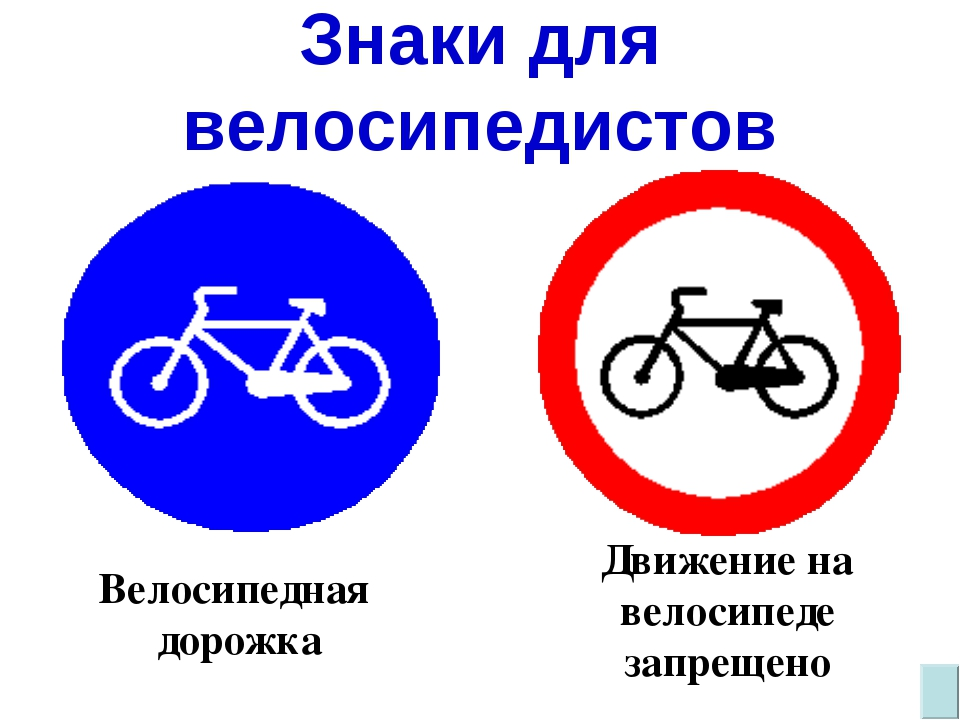 Знаки для
велосипедистов
Велосипедная
дорожка
Движение на
велосипеде
запрещено